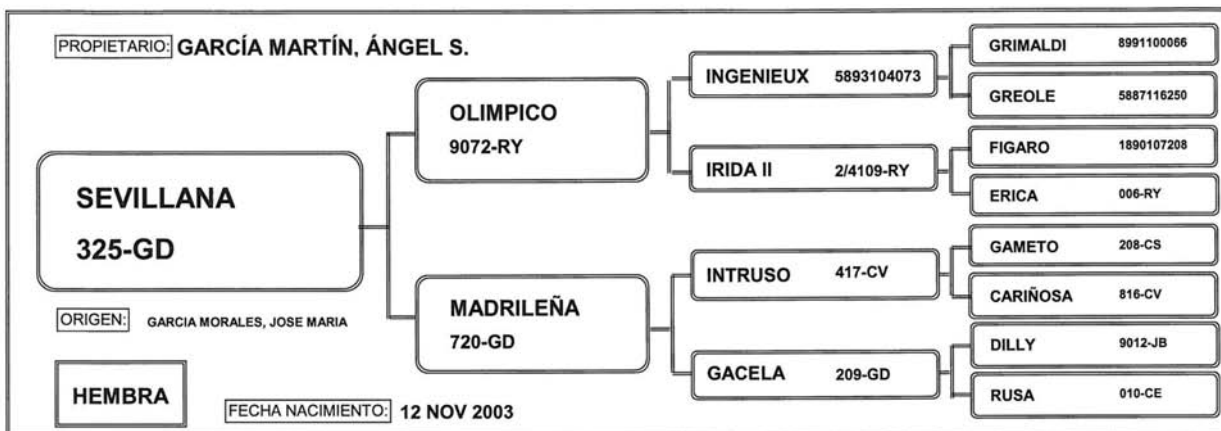 PROPIETARIO: GARCÍA MARTÍN, ÁNGEL S.
SEVILLANA
325-GD
ORIGEN: GARCIA MORALES, JOSE MARIA
HEMBRA
FECHA NACIMIENTO: 12 NOV 2003
OLIMPICO
9072-RY
MADRILEÑA
720-GD
INGENIEUX 5893104073
IRIDA II 2/4109-RY
INTRUSO 417-CV
GACELA 209-GD
GRIMALDI 8991100066
GREOLE 5887116250
FIGARO 1890107208
ERICA 006-RY
GAMETO 208-CS
CARIÑOSA 816-CV
DILLY 9012-JB
RUSA 010-CE